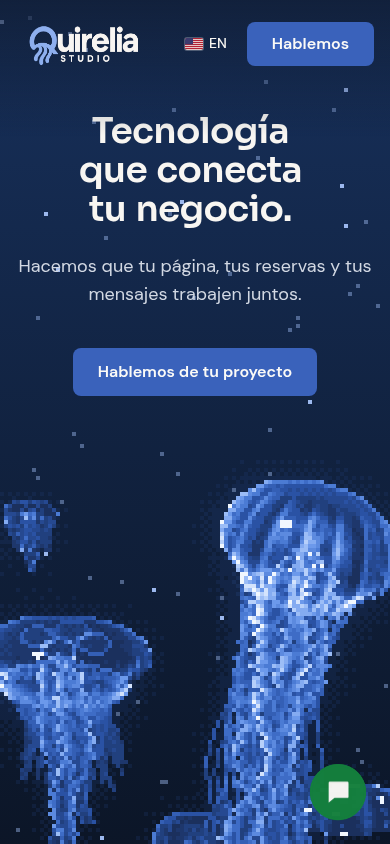 Quirelia
STUDIO
EN
Hablemos
Tecnología
que conecta
tu negocio.
Hacemos que tu página, tus reservas y tus
mensajes trabajen juntos.
Hablemos de tu proyecto